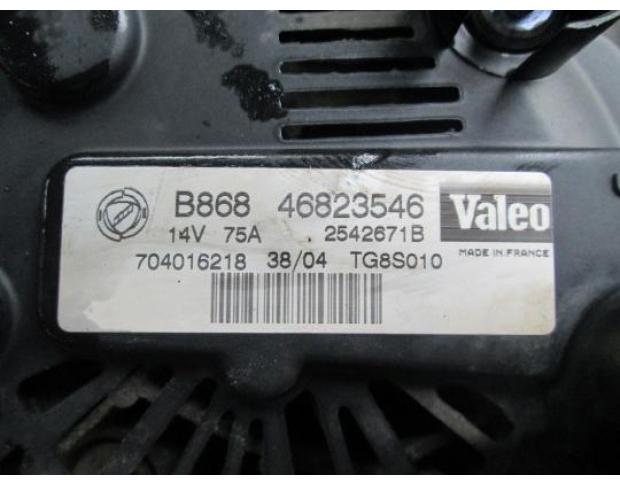 B868 46823546 Valeo
14V 75A 2542671B MADE IN FRANCE
704016218 38/04 TG8S010